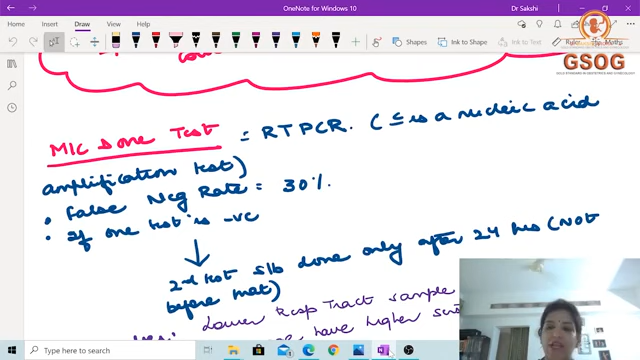 OneNote for Windows 10
Dr Sakshi
Home Insert Draw View Help
Shapes Ink to Shape Ink to Math
GSOG
M/C done Test = RTPCR. ( c is a nucleic acid
amplification test)
• False Neg Rate = 30%.
• If one test is -ve
2nd test s/b done only after 24 hrs (NOT
before that)
Lower Resp Tract sample
have higher
Type here to search